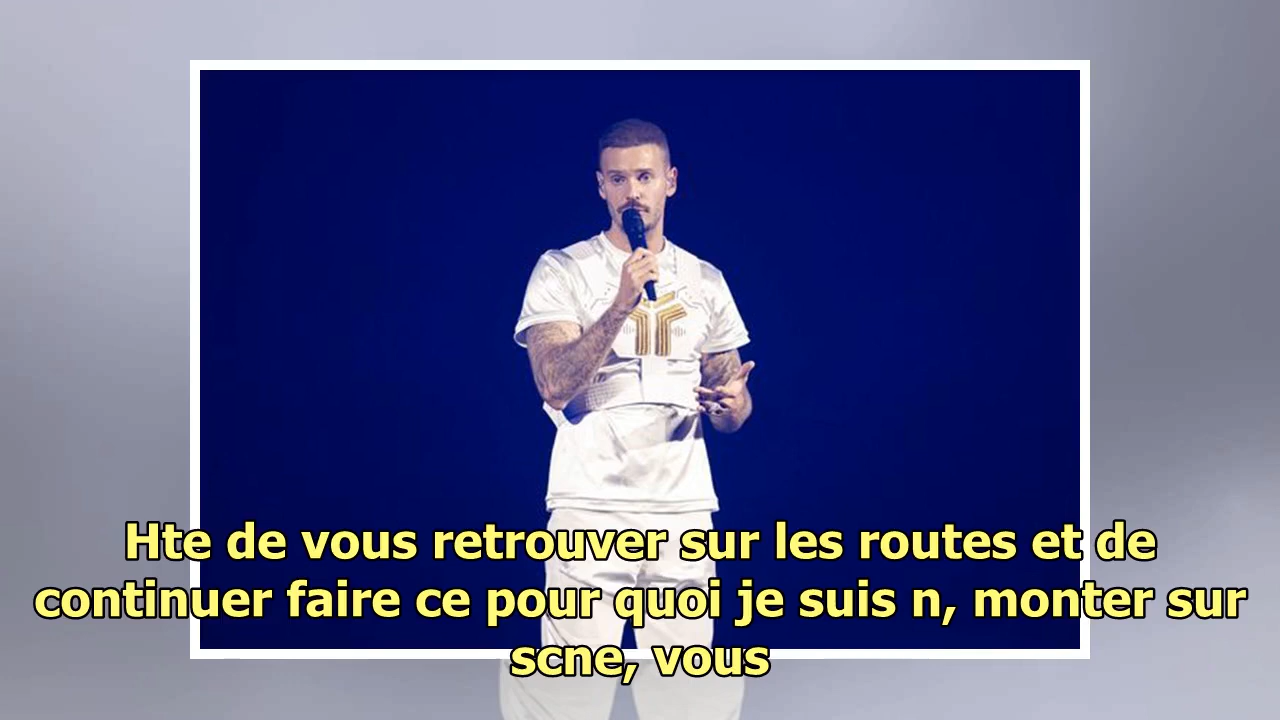 Hte de vous retrouver sur les routes et de
continuer faire ce pour quoi je suis n, monter sur
scne, vous